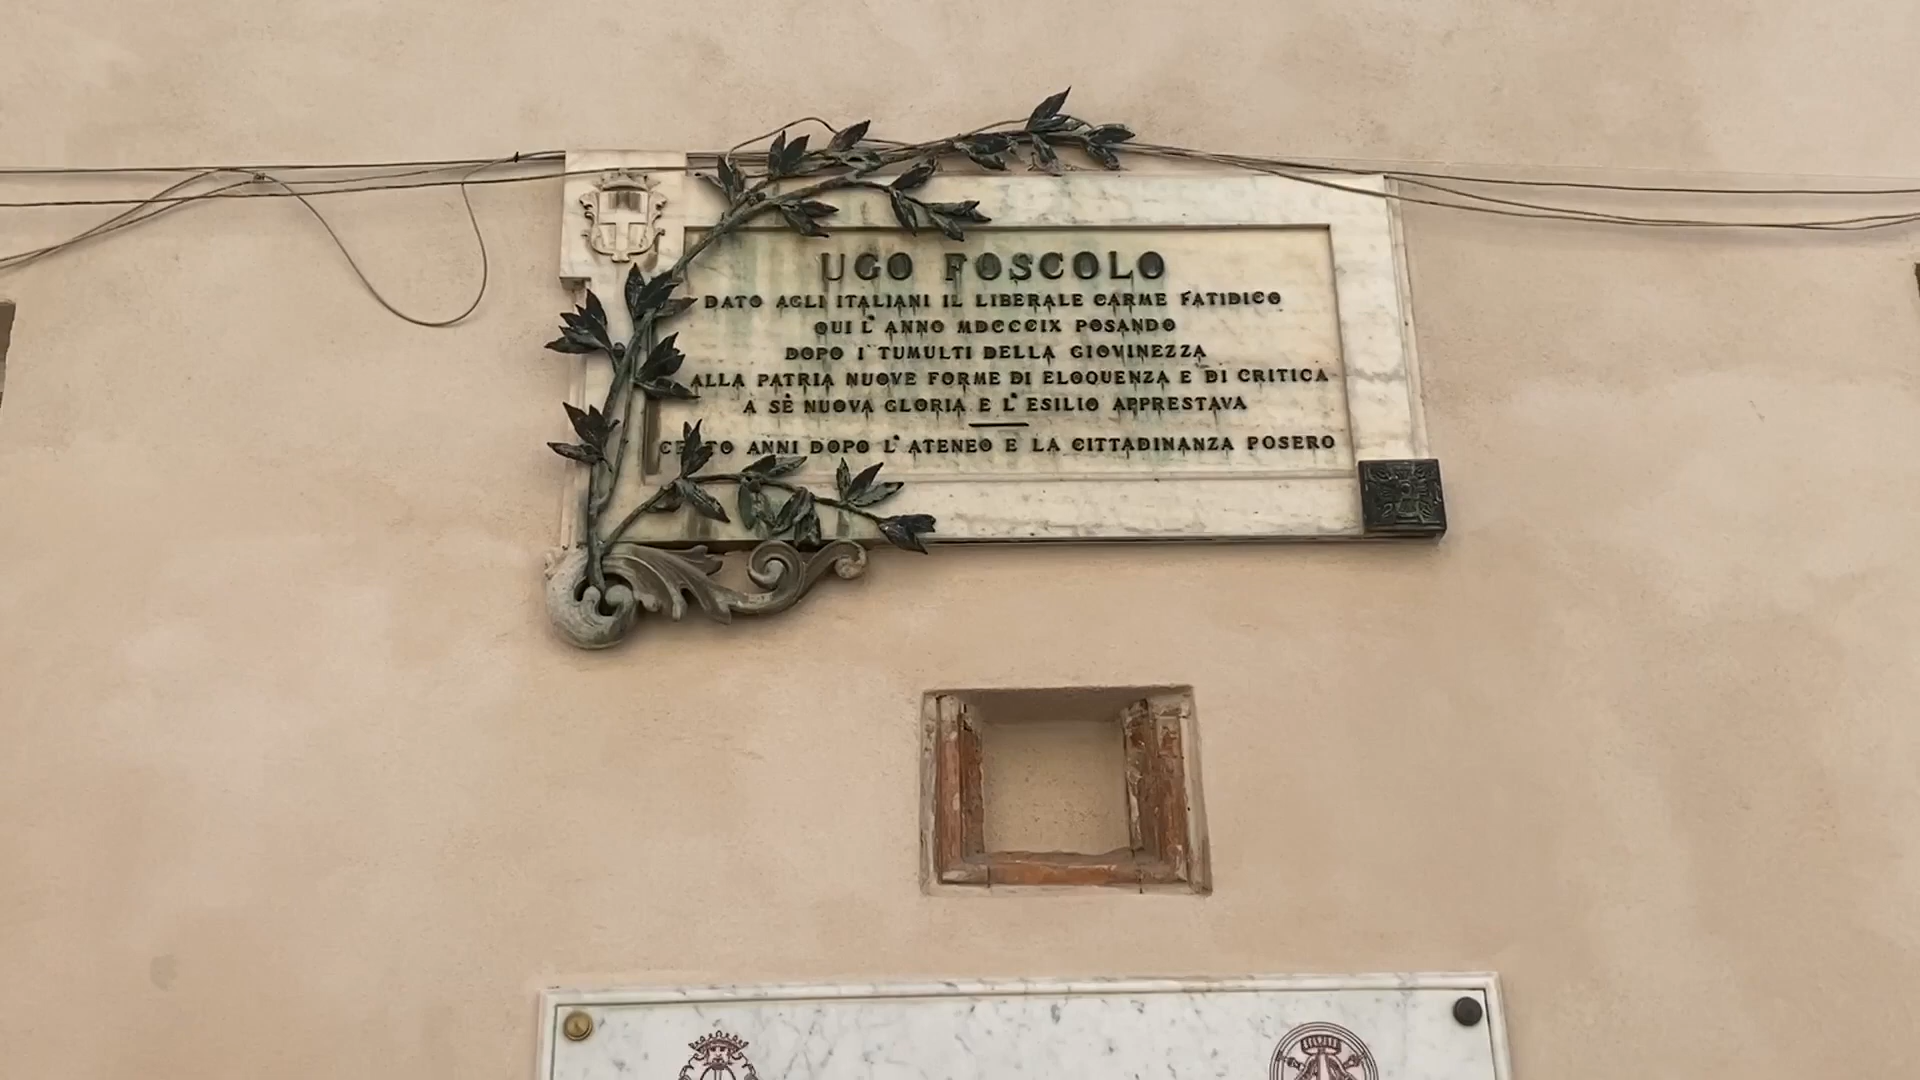 UGO FOSCOLO
DATO AGLI ITALIANI IL LIBERALE CARME FATIDICO
QUI L'ANNO MDCCCIX POSANDO
DOPO I TUMULTI DELLA GIOVINEZZA
ALLA PATRIA NUOVE FORME DI ELOQUENZA E DI CRITICA
A SÈ NUOVA GLORIA E L'ESILIO APPRESTAVA
CENTO ANNI DOPO L'ATENEO E LA CITTADINANZA POSERO